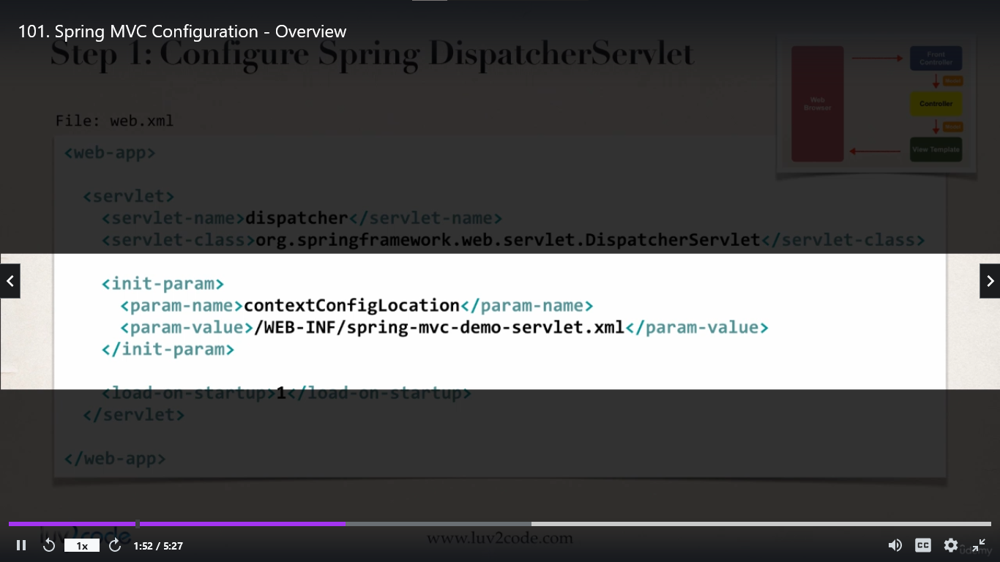 101. Spring MVC Configuration - Overview
Step 1: Configure Spring DispatcherServlet
Front
Controller
Model
Web
Browser
Controller
Model
View Template
File: web.xml
<web-app>
<servlet>
<servlet-name>dispatcher</servlet-name>
<servlet-class>org.springframework.web.servlet.DispatcherServlet</servlet-class>
<init-param>
<param-name>contextConfigLocation</param-name>
<param-value>/WEB-INF/spring-mvc-demo-servlet.xml</param-value>
</init-param>
<load-on-startup>1</load-on-startup>
</servlet>
</web-app>
luv2code
www.luv2code.com
1x
1:52 / 5:27
CC
udemy